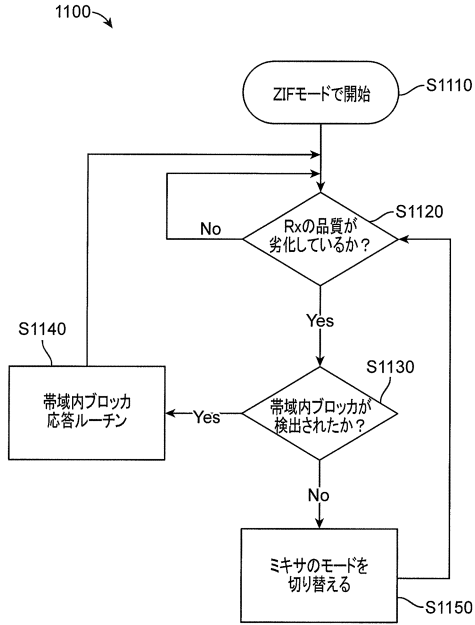 1100
ZIFモードで開始
S1110
Rxの品質が
劣化しているか？
S1120
No
Yes
S1140
帯域内ブロッカ
応答ルーチン
Yes
帯域内ブロッカが
検出されたか？
S1130
No
ミキサのモードを
切り替える
S1150